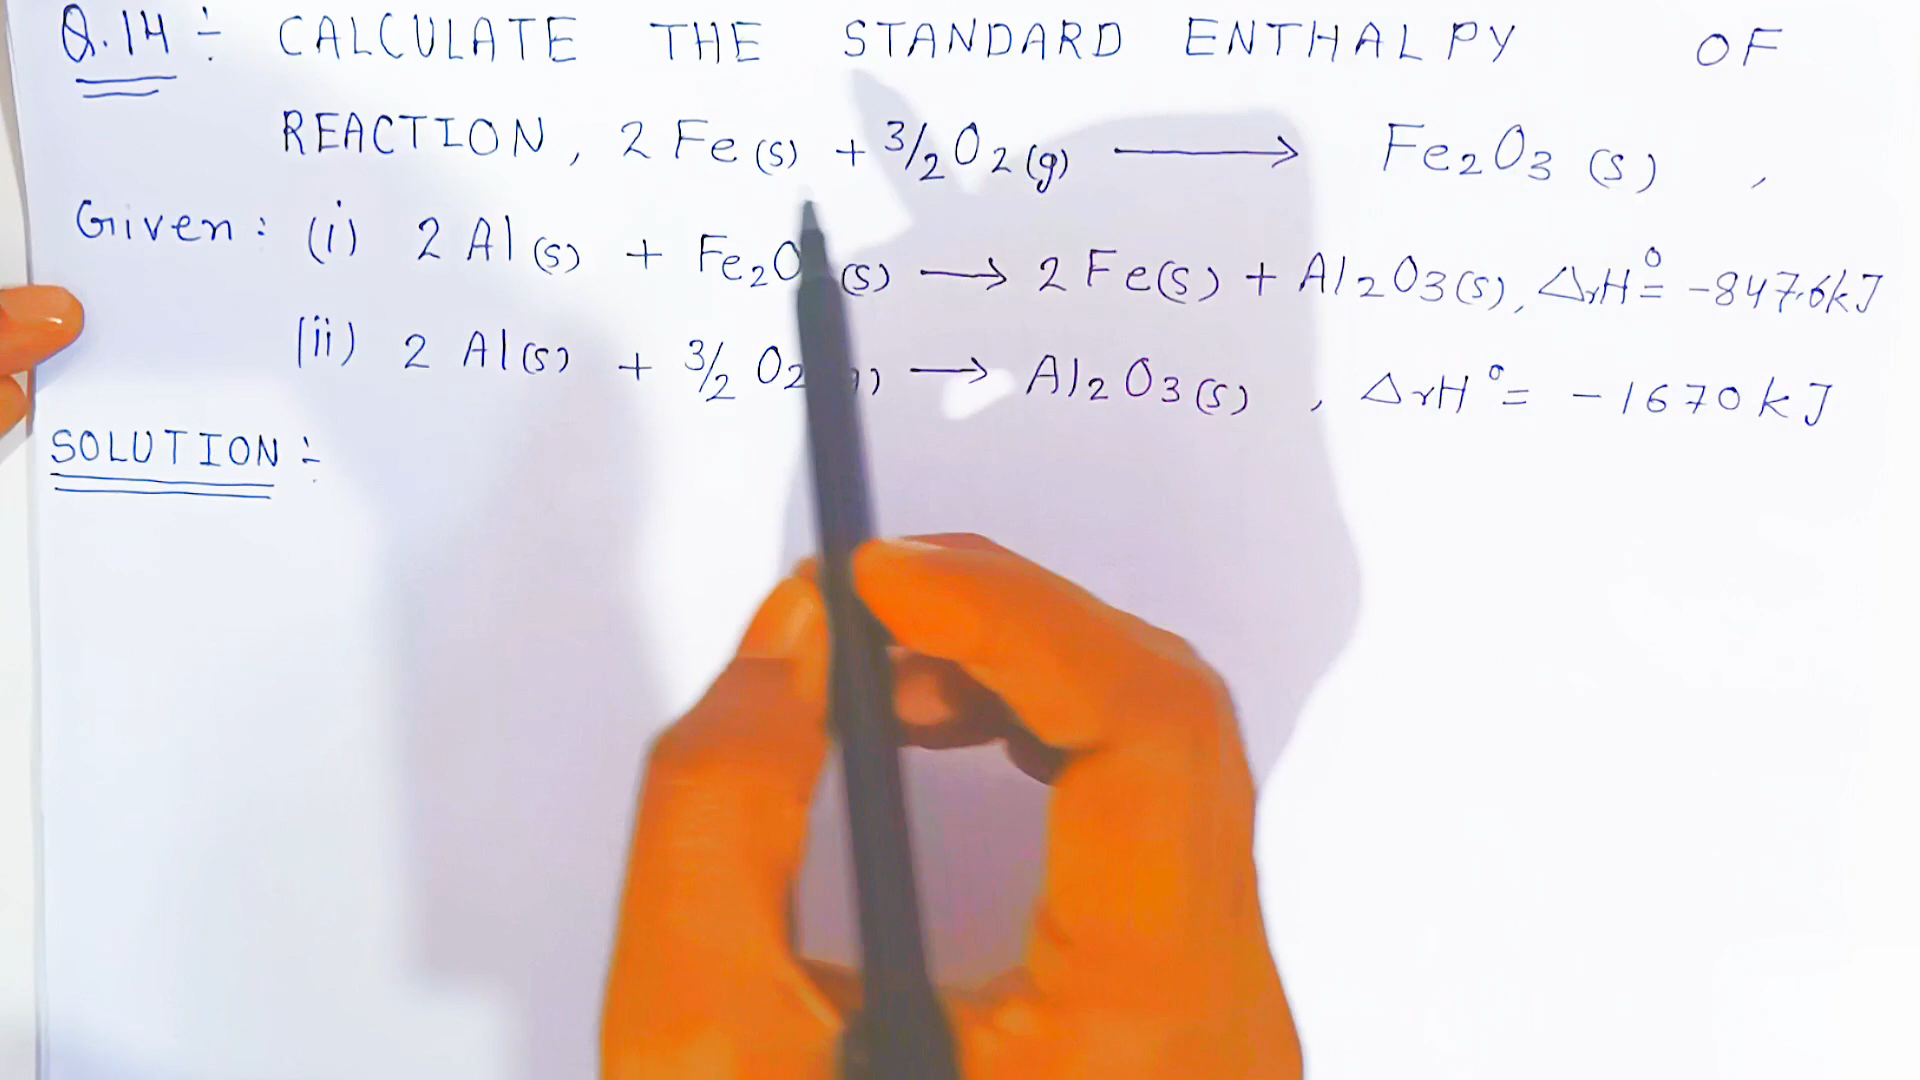 Q.14 :- CALCULATE THE STANDARD ENTHALPY OF
REACTION, 2 Fe (s) + 3/2 O2 (g) → Fe2O3 (s) ,
Given : (i) 2 Al (s) + Fe2O (s) → 2 Fe(s) + Al2O3(s), ΔrH° = -847.6kJ
(ii) 2 Al(s) + 3/2 O2 ) → Al2O3(s) , ΔrH° = -1670 kJ
SOLUTION :-